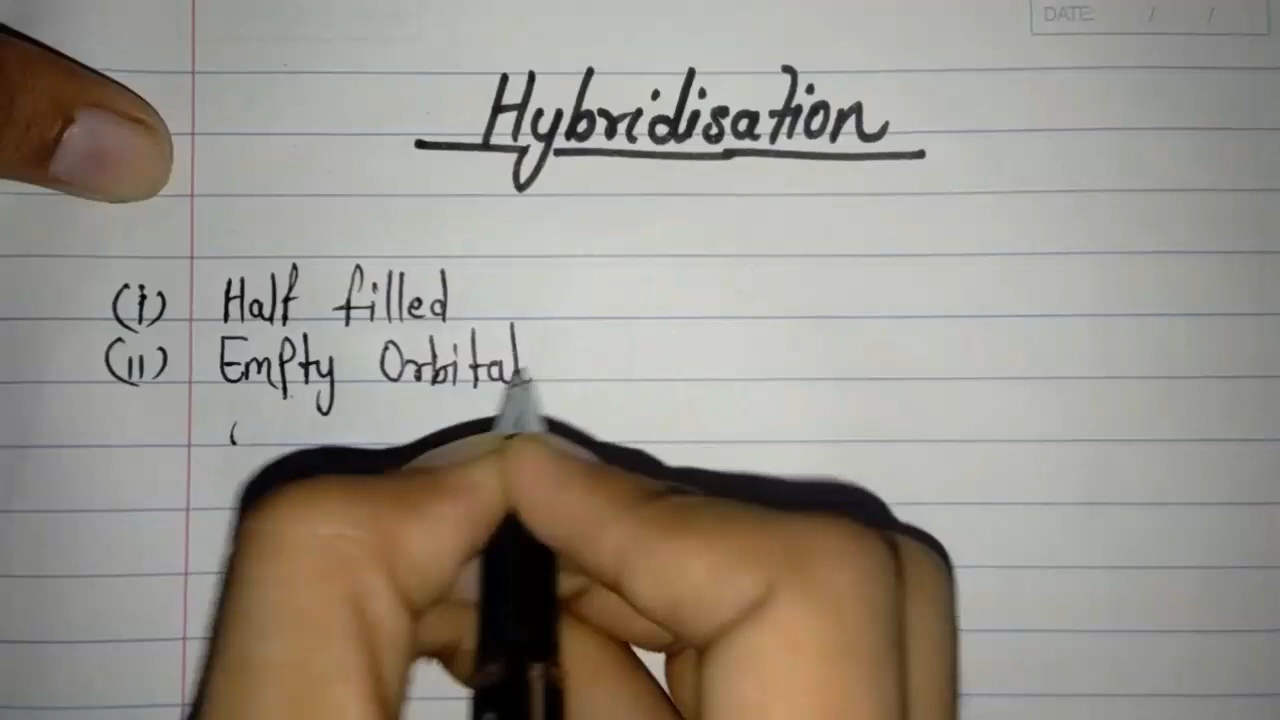 DATE / /
Hybridisation
(i) Half filled
(ii) Empty Orbital
(